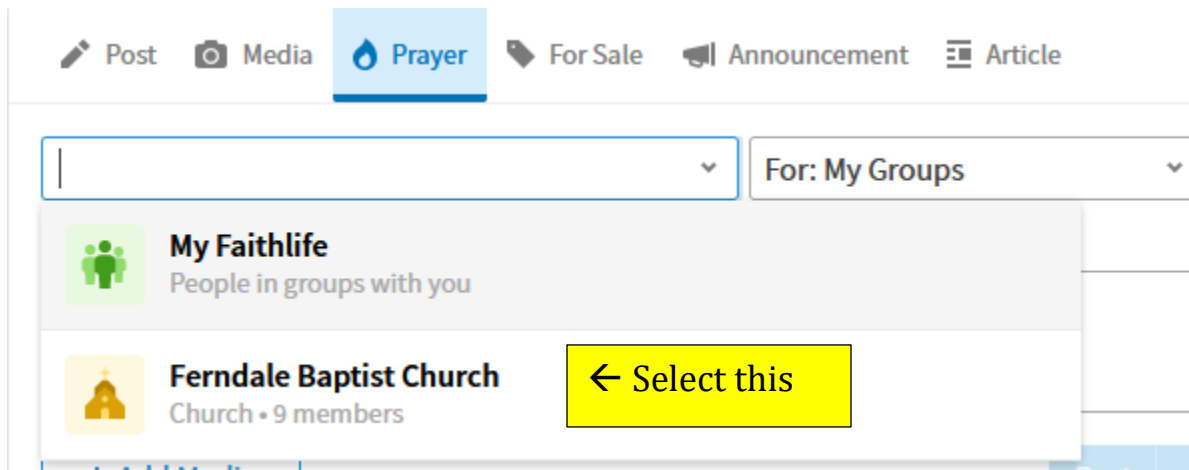 Post Media Prayer For Sale Announcement Article
For: My Groups
My Faithlife
People in groups with you
Ferndale Baptist Church
← Select this
Church • 9 members